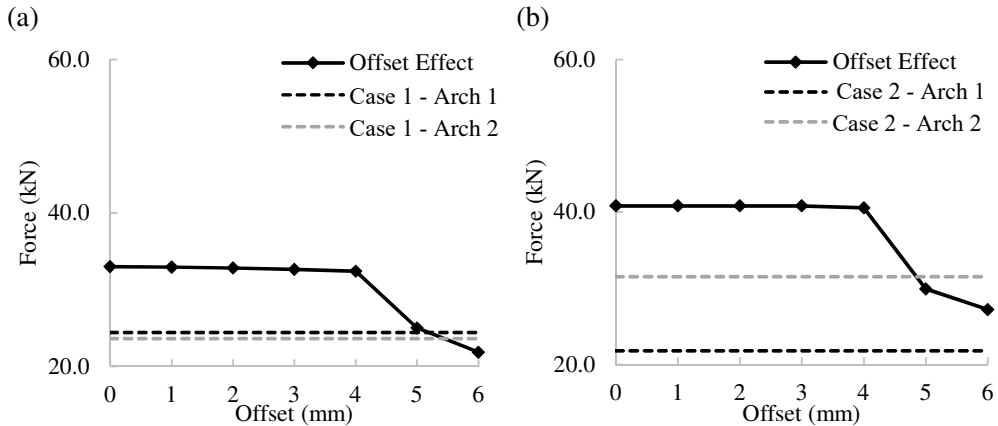 (a)
60.0
40.0
20.0
Force (kN)
0 1 2 3 4 5 6
Offset (mm)
Offset Effect
Case 1 - Arch 1
Case 1 - Arch 2
(b)
60.0
40.0
20.0
Force (kN)
0 1 2 3 4 5 6
Offset (mm)
Offset Effect
Case 2 - Arch 1
Case 2 - Arch 2